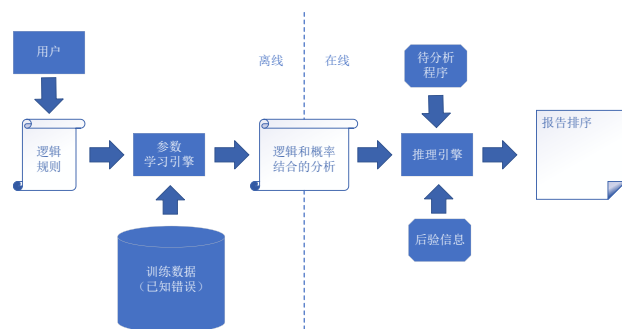 用户
离线
在线
待分析
程序
报告排序
逻辑
规则
参数
学习引擎
逻辑和概率
结合的分析
推理引擎
后验信息
训练数据
（已知错误）